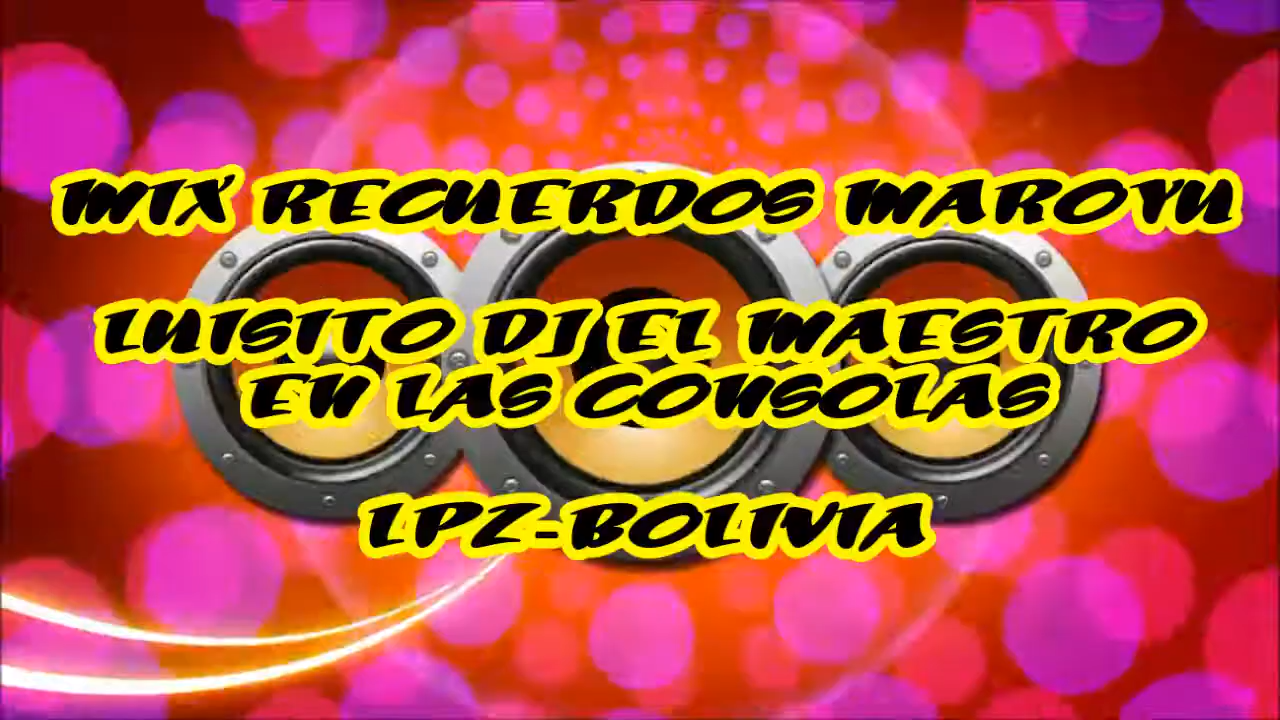 MIX RECUERDOS MAROYU
LUISITO DJ EL MAESTRO
EN LAS CONSOLAS
LPZ-BOLIVIA